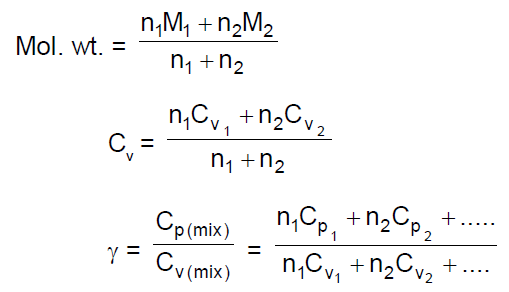 Mol. wt. = n₁M₁ + n₂M₂ / n₁ + n₂
Cᵥ = n₁Cᵥ₁ + n₂Cᵥ₂ / n₁ + n₂
γ = Cₚ(mix) / Cᵥ(mix) = n₁Cₚ₁ + n₂Cₚ₂ + ..... / n₁Cᵥ₁ + n₂Cᵥ₂ + ....